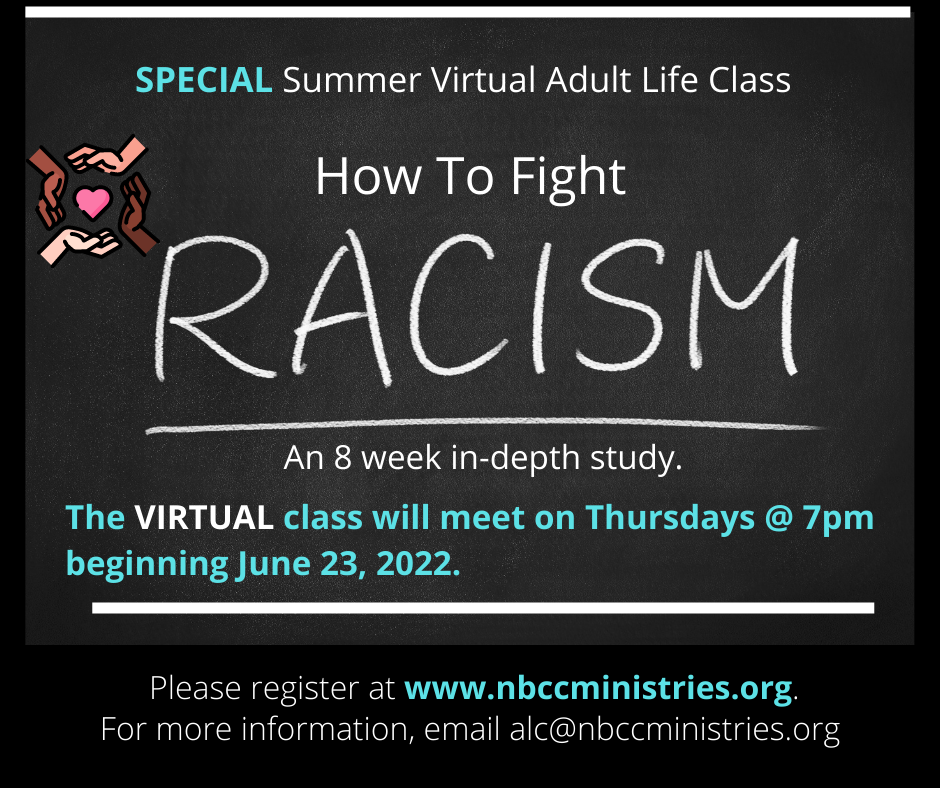 SPECIAL Summer Virtual Adult Life Class
How To Fight
RACISM
An 8 week in-depth study.
The VIRTUAL class will meet on Thursdays @ 7pm
beginning June 23, 2022.
Please register at www.nbccministries.org.
For more information, email alc@nbccministries.org